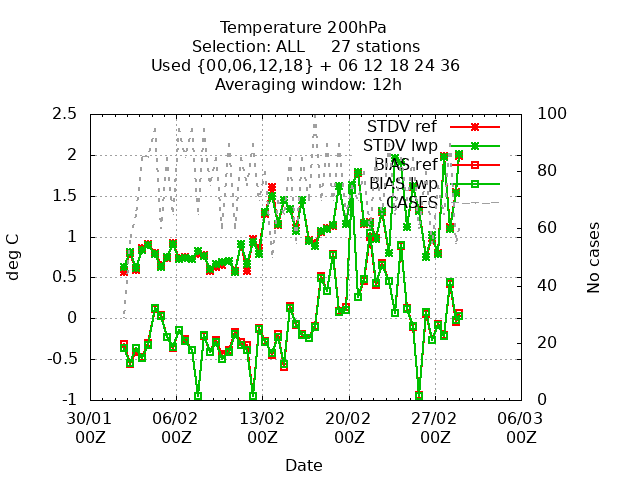 Temperature 200hPa
Selection: ALL     27 stations
Used {00,06,12,18} + 06 12 18 24 36
Averaging window: 12h
2.5
2
1.5
1
0.5
0
-0.5
-1
deg C
100
80
60
40
20
0
No cases
STDV ref
STDV lwp
BIAS ref
BIAS lwp
CASES
30/01 06/02 13/02 20/02 27/02 06/03
00Z 00Z 00Z 00Z 00Z 00Z
Date